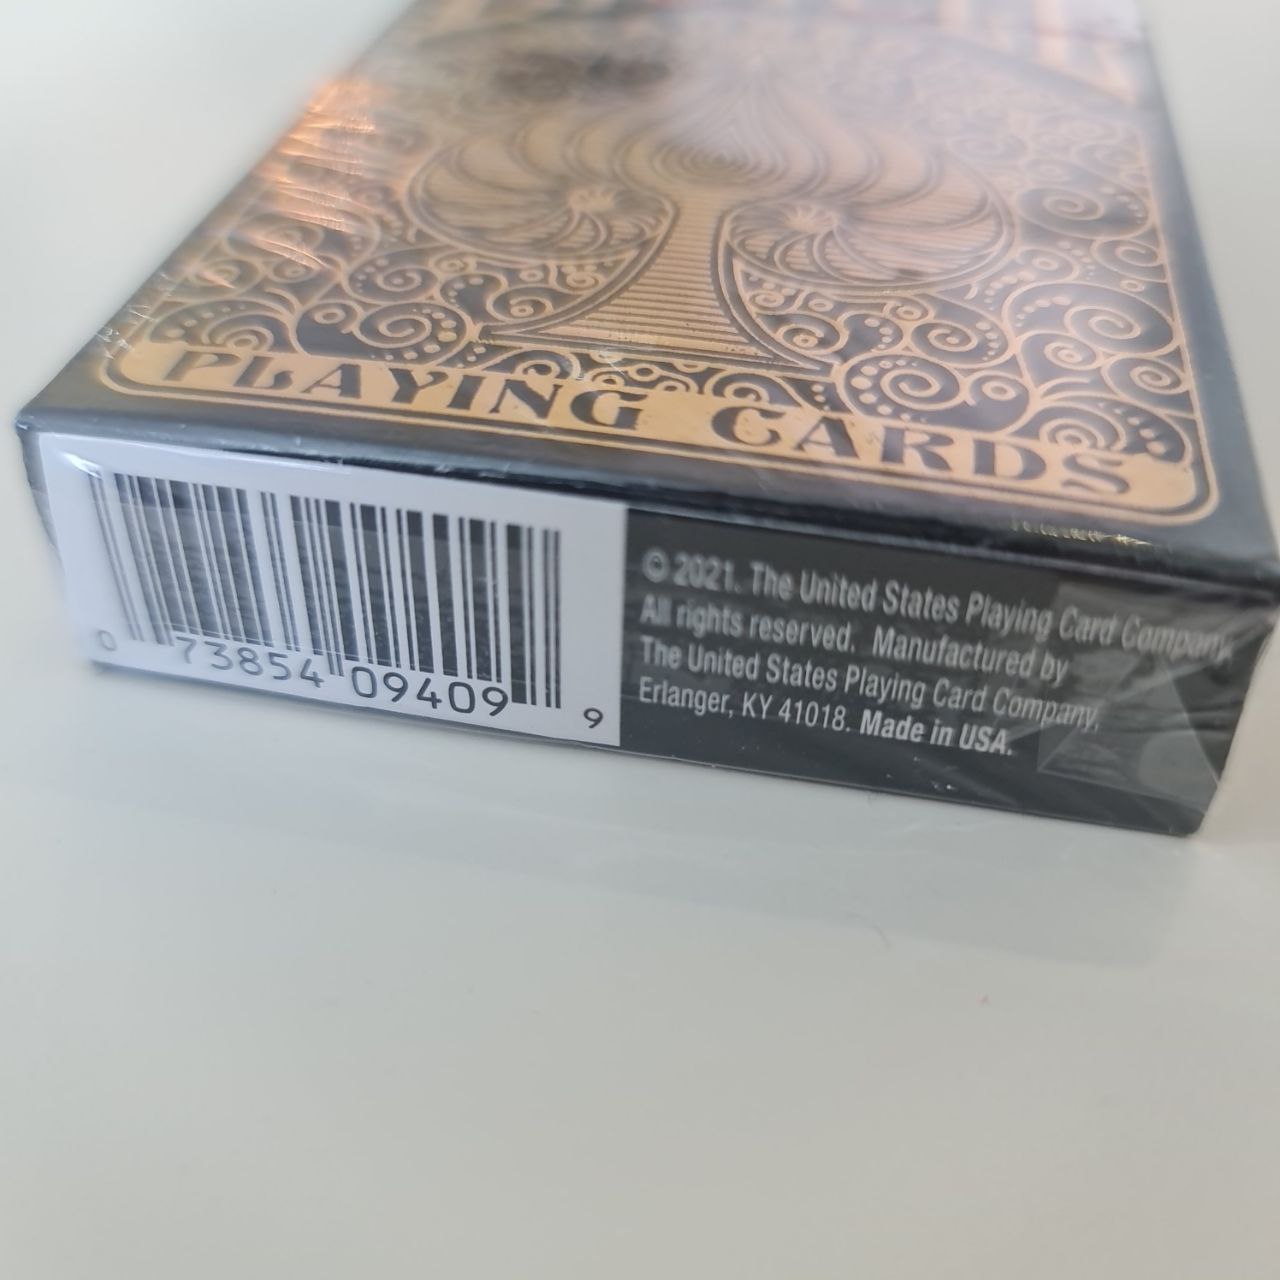 PLAYING CARDS
0 73854 09409 9
© 2021. The United States Playing Card Company,
All rights reserved. Manufactured by
The United States Playing Card Company,
Erlanger, KY 41018. Made in USA.